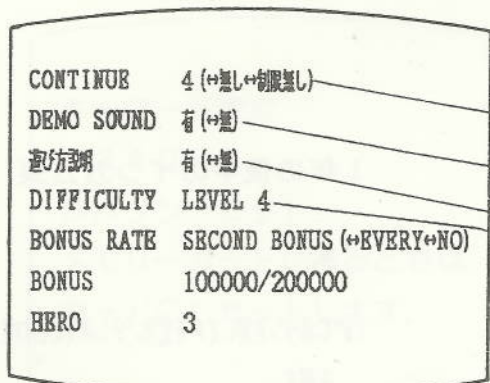 CONTINUE 4 (↔無し↔制限無し)
DEMO SOUND 有 (↔無)
遊び方説明 有 (↔無)
DIFFICULTY LEVEL 4
BONUS RATE SECOND BONUS (↔EVERY↔NO)
BONUS 100000/200000
HERO 3